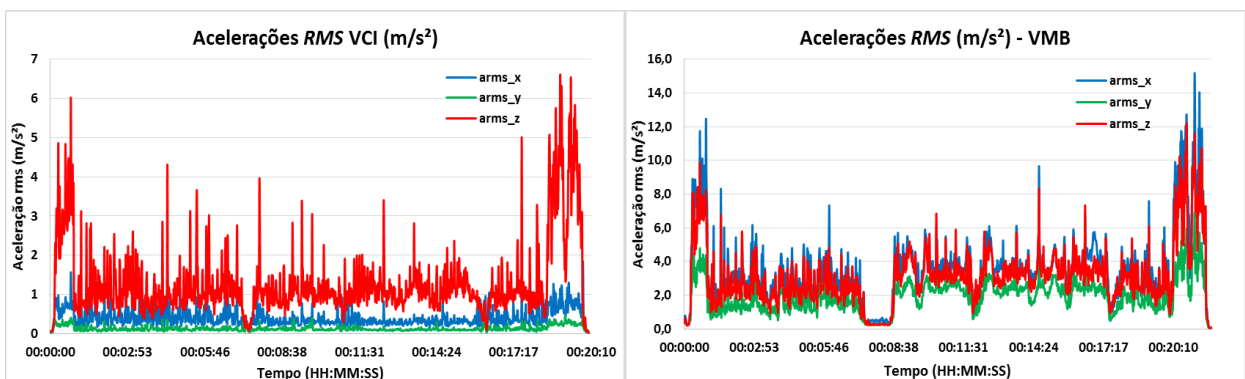 Acelerações RMS VCI (m/s²)
7
6
5
4
3
2
1
0
Aceleração rms (m/s²)
arms_x
arms_y
arms_z
00:00:00 00:02:53 00:05:46 00:08:38 00:11:31 00:14:24 00:17:17 00:20:10
Tempo (HH:MM:SS)
Acelerações RMS (m/s²) - VMB
16,0
14,0
12,0
10,0
8,0
6,0
4,0
2,0
0,0
Aceleração rms (m/s²)
arms_x
arms_y
arms_z
00:00:00 00:02:53 00:05:46 00:08:38 00:11:31 00:14:24 00:17:17 00:20:10
Tempo (HH:MM:SS)